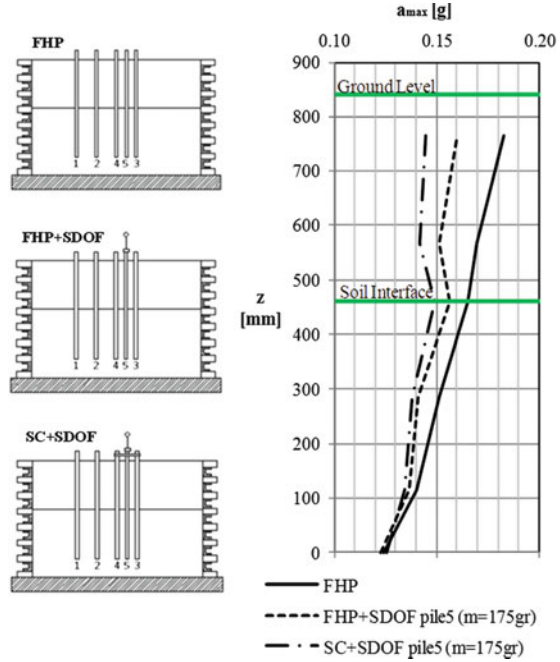 FHP
1 2 4 5 3
FHP+SDOF
1 2 4 5 3
SC+SDOF
1 2 4 5 3
a max [g]
0.10 0.15 0.20
900
Ground Level
800
700
600
500
Soil Interface
z
[mm]
400
300
200
100
0
FHP
FHP+SDOF pile5 (m=175gr)
SC+SDOF pile5 (m=175gr)